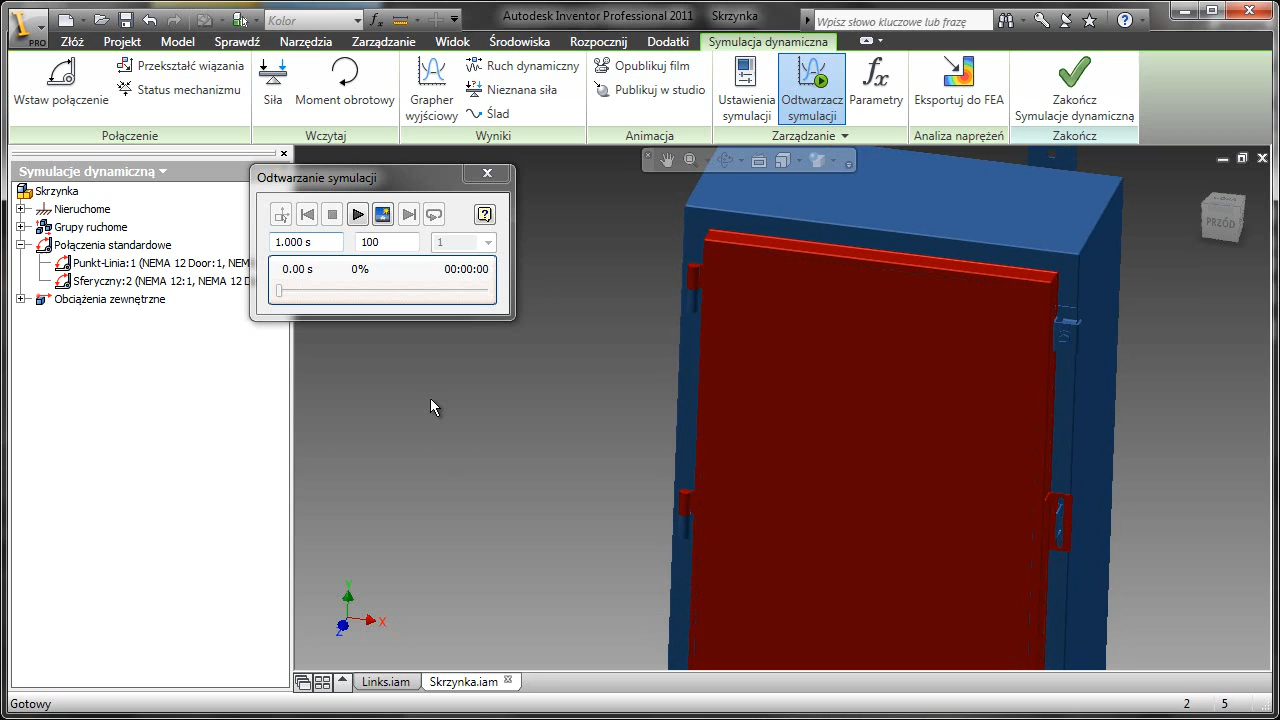 PRO
Kolor
Autodesk Inventor Professional 2011 Skrzynka
Wpisz słowo kluczowe lub frazę
Złóż Projekt Model Sprawdź Narzędzia Zarządzanie Widok Środowiska Rozpocznij Dodatki Symulacja dynamiczna
Wstaw połączenie
Przekształć wiązania
Status mechanizmu
Połączenie
Siła
Moment obrotowy
Wczytaj
Grapher
wyjściowy
Ruch dynamiczny
Nieznana siła
Ślad
Wyniki
Opublikuj film
Publikuj w studio
Animacja
Ustawienia
symulacji
Odtwarzacz
symulacji
Parametry
Zarządzanie
Eksportuj do FEA
Analiza naprężeń
Zakończ
Symulacje dynamiczną
Zakończ
Symulacje dynamiczną
Skrzynka
Nieruchome
Grupy ruchome
Połączenia standardowe
Punkt-Linia:1 (NEMA 12 Door:1, NEM
Sferyczny:2 (NEMA 12:1, NEMA 12 D
Obciążenia zewnętrzne
Odtwarzanie symulacji
1.000 s 100 1
0.00 s 0% 00:00:00
PRZÓD
Y
X
Z
Links.iam Skrzynka.iam
Gotowy 2 5